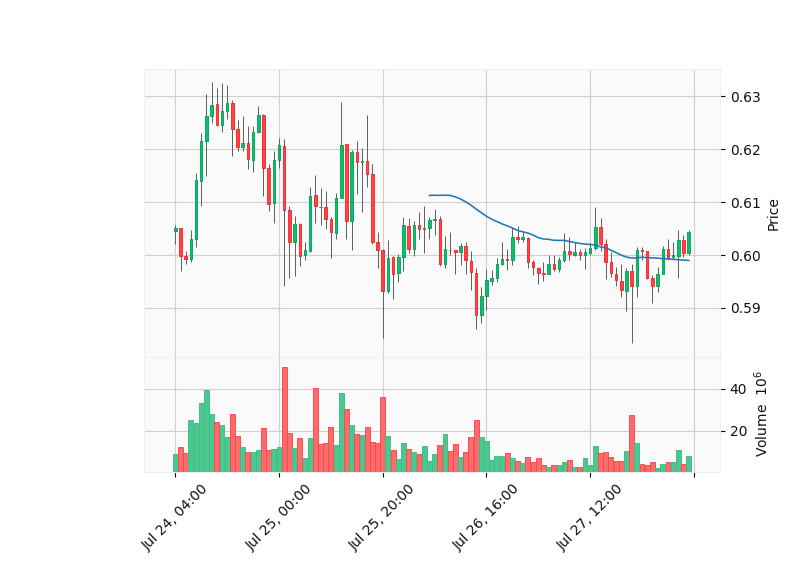 0.63
0.62
0.61
0.60
0.59
Price
40
20
Volume 10^6
Jul 24, 04:00
Jul 25, 00:00
Jul 25, 20:00
Jul 26, 16:00
Jul 27, 12:00